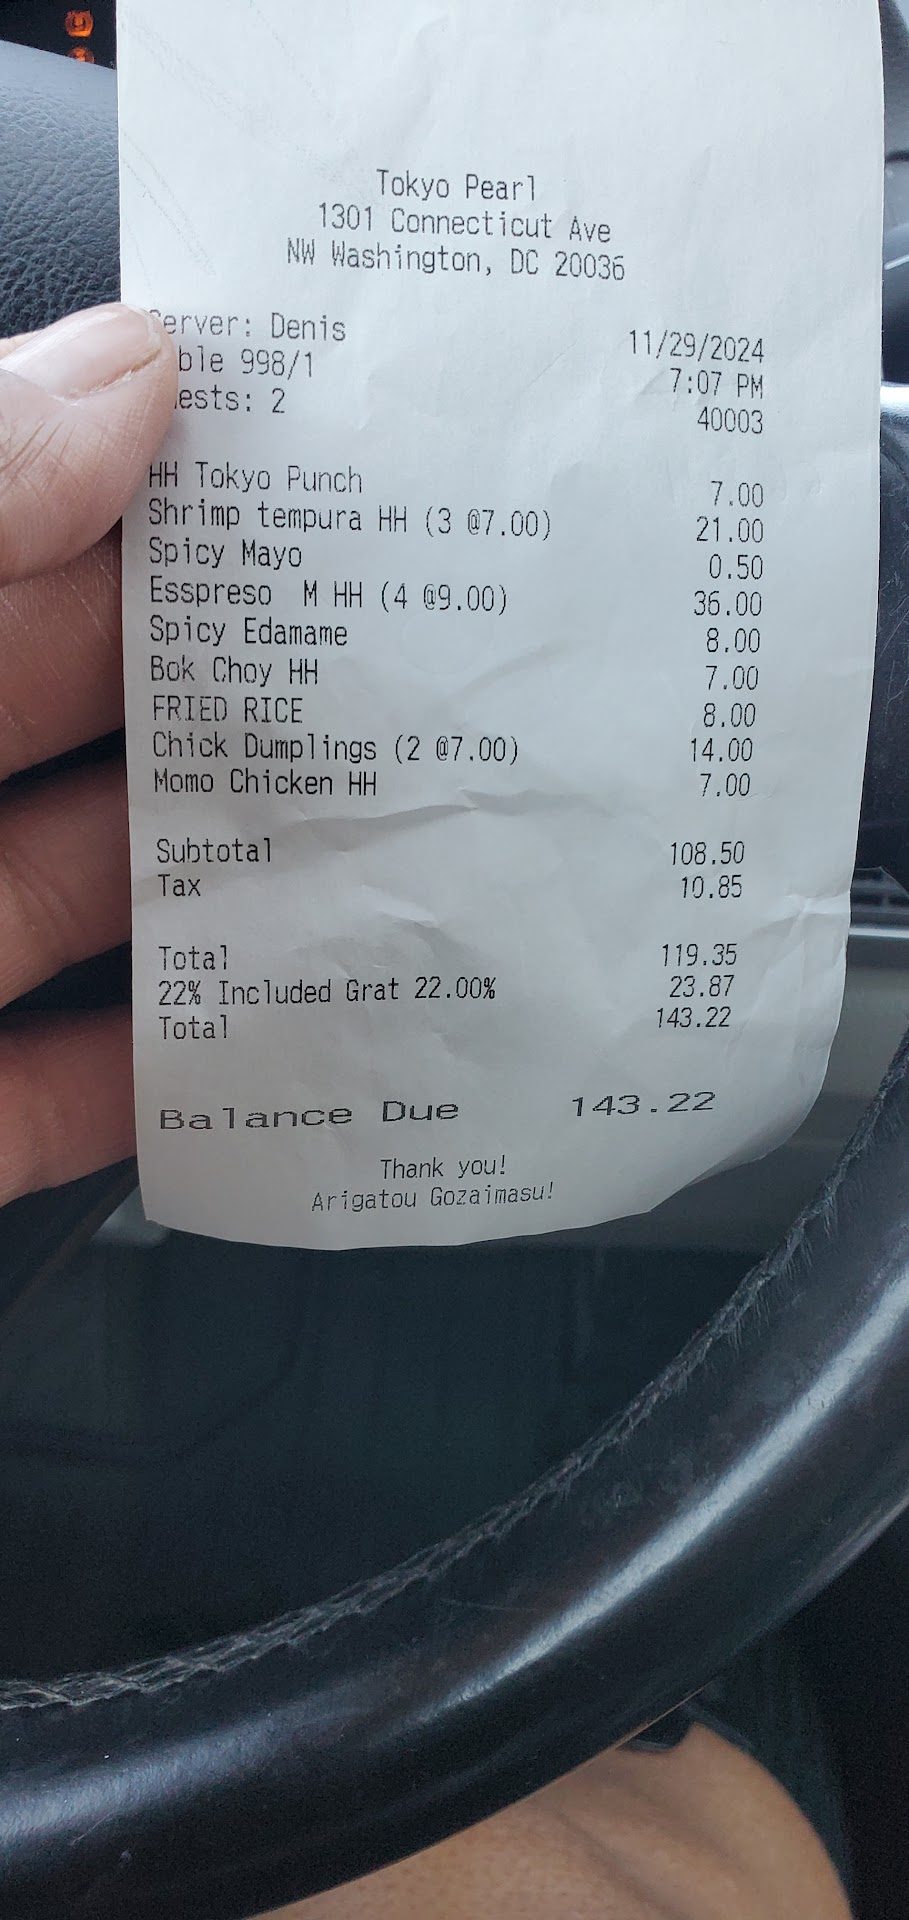 Tokyo Pearl
1301 Connecticut Ave
NW Washington, DC 20036
Server: Denis 11/29/2024
ble 998/1 7:07 PM
ests: 2 40003
HH Tokyo Punch 7.00
Shrimp tempura HH (3 @7.00) 21.00
Spicy Mayo 0.50
Esspreso M HH (4 @9.00) 36.00
Spicy Edamame 8.00
Bok Choy HH 7.00
FRIED RICE 8.00
Chick Dumplings (2 @7.00) 14.00
Momo Chicken HH 7.00
Subtotal 108.50
Tax 10.85
Total 119.35
22% Included Grat 22.00% 23.87
Total 143.22
Balance Due 143.22
Thank you!
Arigatou Gozaimasu!